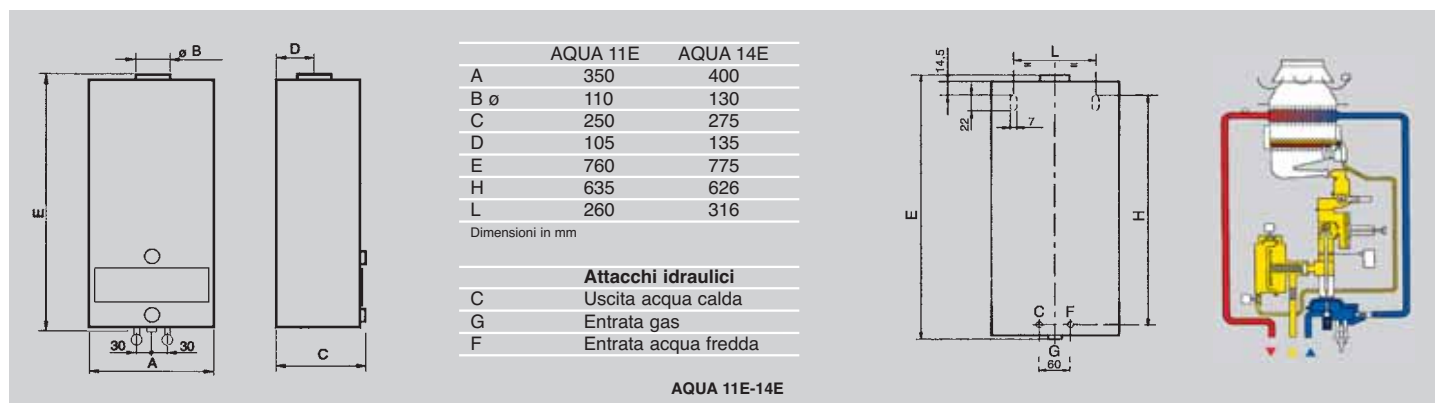 ø B
E
30
30
A
D
C
AQUA 11E AQUA 14E
A 350 400
B ø 110 130
C 250 275
D 105 135
E 760 775
H 635 626
L 260 316
Dimensioni in mm
Attacchi idraulici
C Uscita acqua calda
G Entrata gas
F Entrata acqua fredda
14,5
L
= =
22
7
E
H
C F
G
60
AQUA 11E-14E